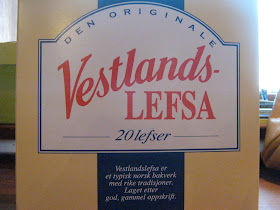 DEN ORIGINALE
Vestlands-
LEFSA
20 lefser
Vestlandslefsa er
et typisk norsk bakverk
med rike tradisjoner.
Laget etter
god, gammel oppskrift.